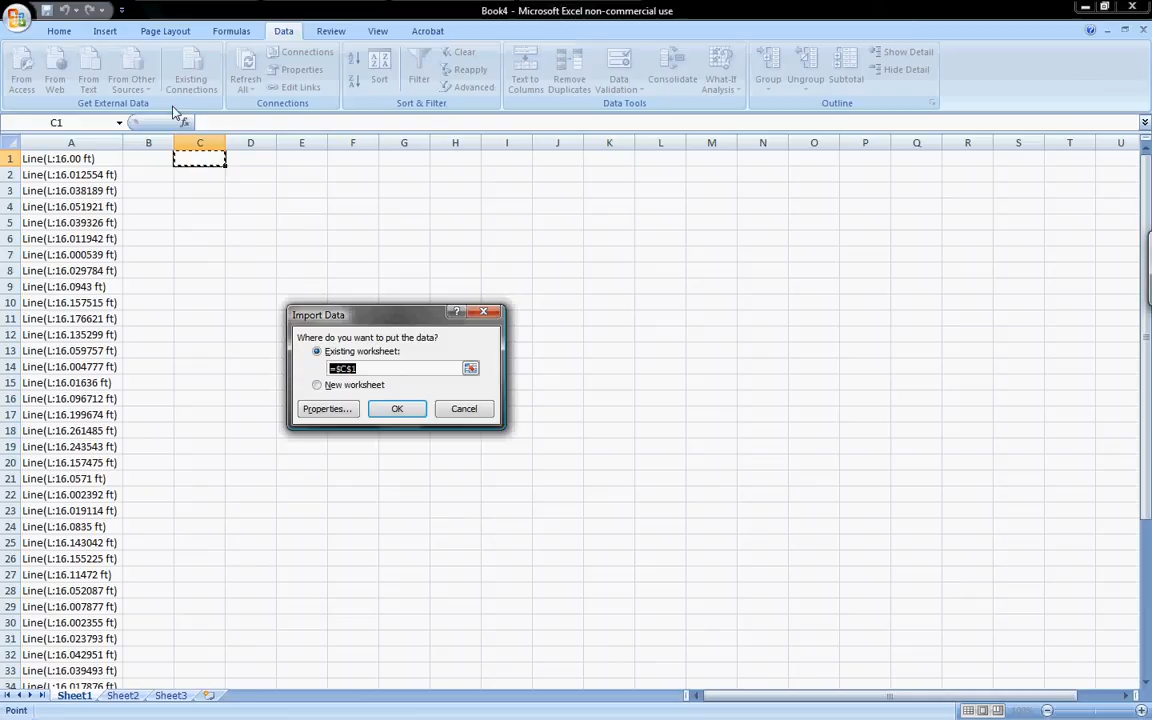 Book4 - Microsoft Excel non-commercial use
Home Insert Page Layout Formulas Data Review View Acrobat
From Access
From Web
From Text
From Other Sources
Existing Connections
Get External Data
Refresh All
Connections
Properties
Edit Links
Connections
Sort
Filter
Clear
Reapply
Advanced
Sort & Filter
Text to Columns
Remove Duplicates
Data Validation
Consolidate
What-If Analysis
Data Tools
Group
Ungroup
Subtotal
Show Detail
Hide Detail
Outline
C1
fx
A B C D E F G H I J K L M N O P Q R S T U
1 Line(L:16.00 ft)
2 Line(L:16.012554 ft)
3 Line(L:16.038189 ft)
4 Line(L:16.051921 ft)
5 Line(L:16.039326 ft)
6 Line(L:16.011942 ft)
7 Line(L:16.000539 ft)
8 Line(L:16.029784 ft)
9 Line(L:16.0943 ft)
10 Line(L:16.157515 ft)
11 Line(L:16.176621 ft)
12 Line(L:16.135299 ft)
13 Line(L:16.059757 ft)
14 Line(L:16.004777 ft)
15 Line(L:16.01636 ft)
16 Line(L:16.096712 ft)
17 Line(L:16.199674 ft)
18 Line(L:16.261485 ft)
19 Line(L:16.243543 ft)
20 Line(L:16.157475 ft)
21 Line(L:16.0571 ft)
22 Line(L:16.002392 ft)
23 Line(L:16.019114 ft)
24 Line(L:16.0835 ft)
25 Line(L:16.143042 ft)
26 Line(L:16.155225 ft)
27 Line(L:16.11472 ft)
28 Line(L:16.052087 ft)
29 Line(L:16.007877 ft)
30 Line(L:16.002355 ft)
31 Line(L:16.023793 ft)
32 Line(L:16.042951 ft)
33 Line(L:16.039493 ft)
34 Line(L:16.017876 ft)
Import Data
?
Where do you want to put the data?
Existing worksheet:
=$C$1
New worksheet
Properties... OK Cancel
Sheet1 Sheet2 Sheet3
Point
100%